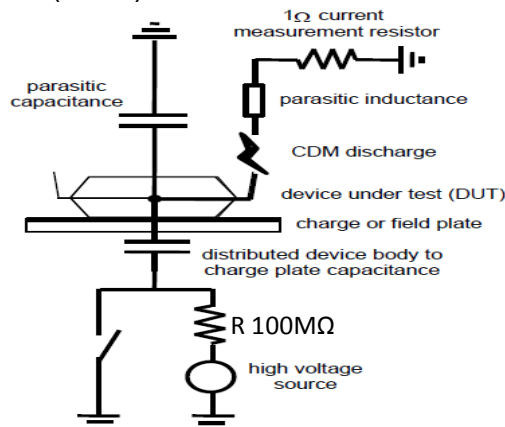 1Ω current
measurement resistor
parasitic
capacitance
parasitic inductance
CDM discharge
device under test (DUT)
charge or field plate
distributed device body to
charge plate capacitance
R 100MΩ
high voltage
source